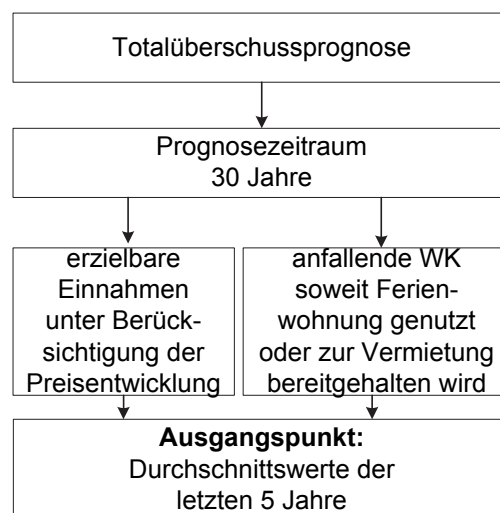 Totalüberschussprognose
Prognosezeitraum
30 Jahre
erzielbare
Einnahmen
unter Berück-
sichtigung der
Preisentwicklung
anfallende WK
soweit Ferien-
wohnung genutzt
oder zur Vermietung
bereitgehalten wird
Ausgangspunkt:
Durchschnittswerte der
letzten 5 Jahre